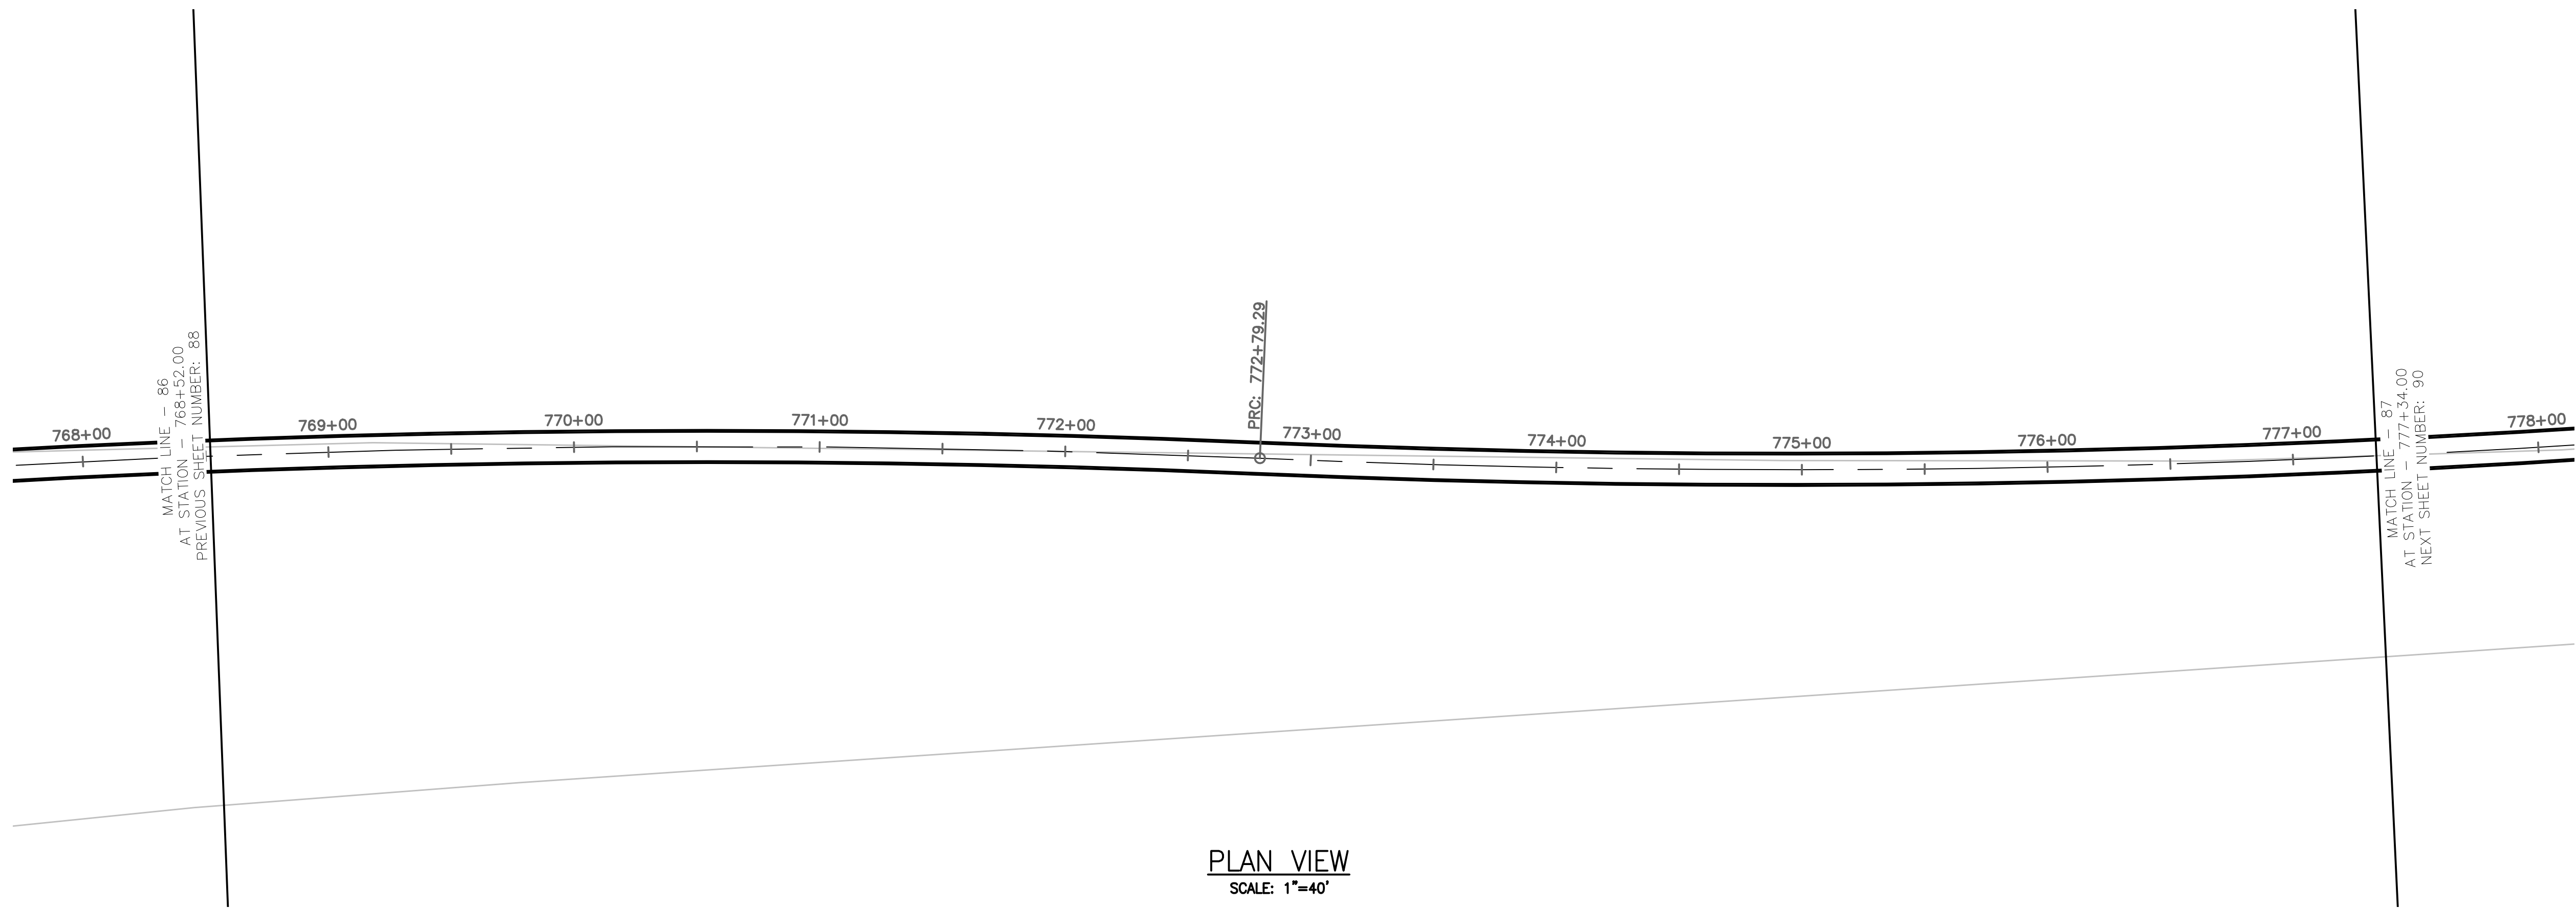 MATCH LINE - 86
AT STATION - 768+52.00
PREVIOUS SHEET NUMBER: 88
768+00
769+00
770+00
771+00
772+00
PRC: 772+79.29
773+00
774+00
775+00
776+00
777+00
MATCH LINE - 87
AT STATION - 777+34.00
NEXT SHEET NUMBER: 90
778+00
PLAN VIEW
SCALE: 1"=40'